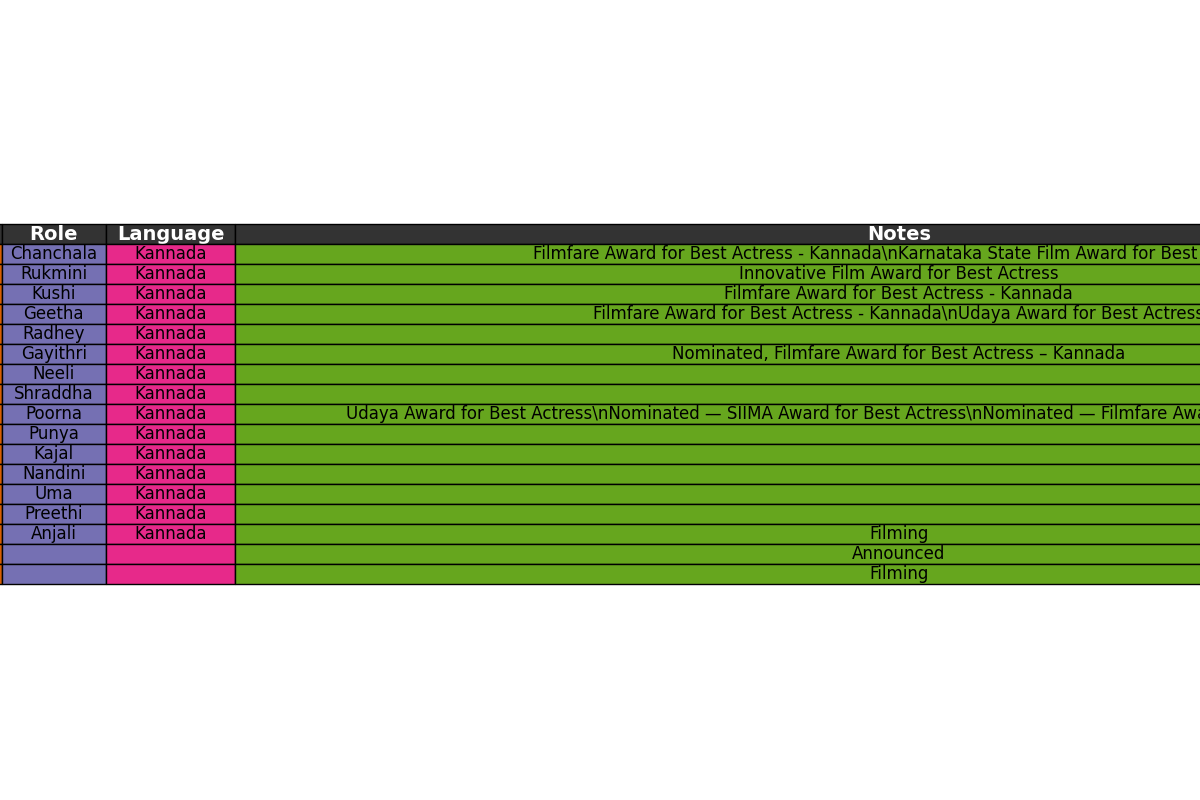 Role Language Notes
Chanchala Kannada Filmfare Award for Best Actress - Kannada\nKarnataka State Film Award for Best
Rukmini Kannada Innovative Film Award for Best Actress
Kushi Kannada Filmfare Award for Best Actress - Kannada
Geetha Kannada Filmfare Award for Best Actress - Kannada\nUdaya Award for Best Actress
Radhey Kannada
Gayithri Kannada Nominated, Filmfare Award for Best Actress – Kannada
Neeli Kannada
Shraddha Kannada
Poorna Kannada Udaya Award for Best Actress\nNominated — SIIMA Award for Best Actress\nNominated — Filmfare
Punya Kannada
Kajal Kannada
Nandini Kannada
Uma Kannada
Preethi Kannada
Anjali Kannada Filming
Announced
Filming